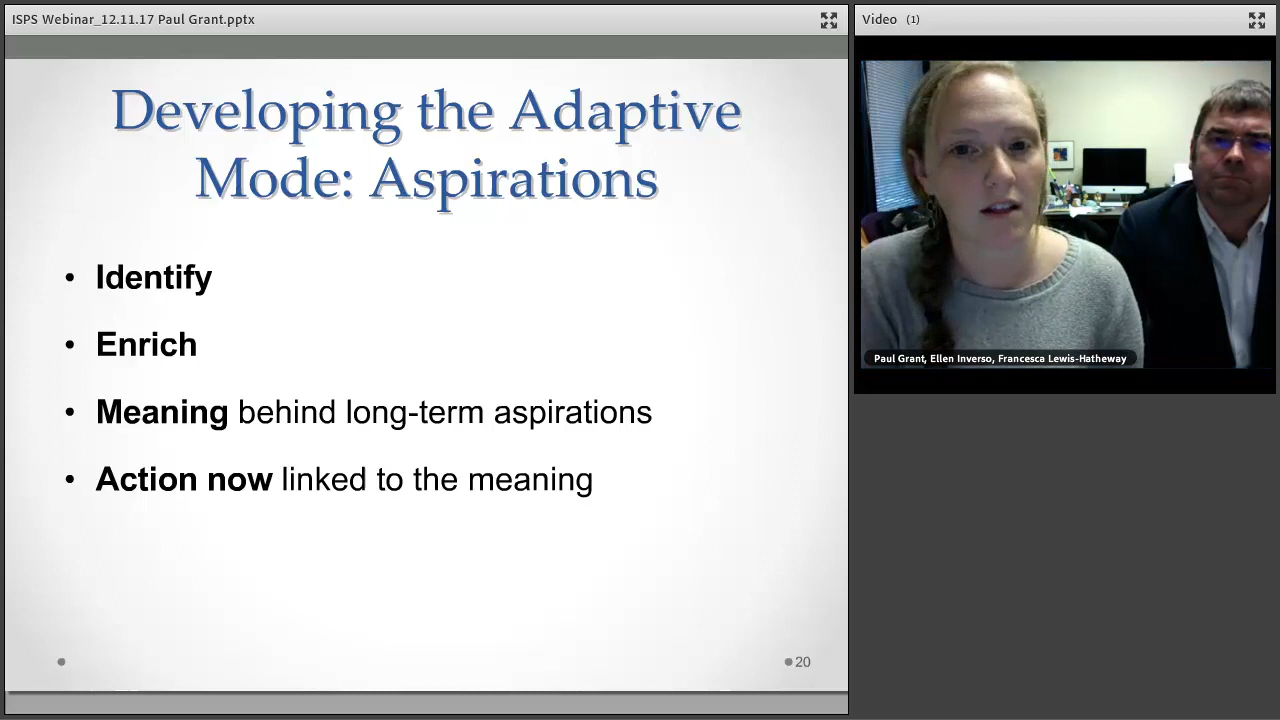 ISPS Webinar_12.11.17 Paul Grant.pptx
Video (1)
Developing the Adaptive
Mode: Aspirations
• Identify
• Enrich
• Meaning behind long-term aspirations
• Action now linked to the meaning
20
Paul Grant, Ellen Inverso, Francesca Lewis-Hatheway